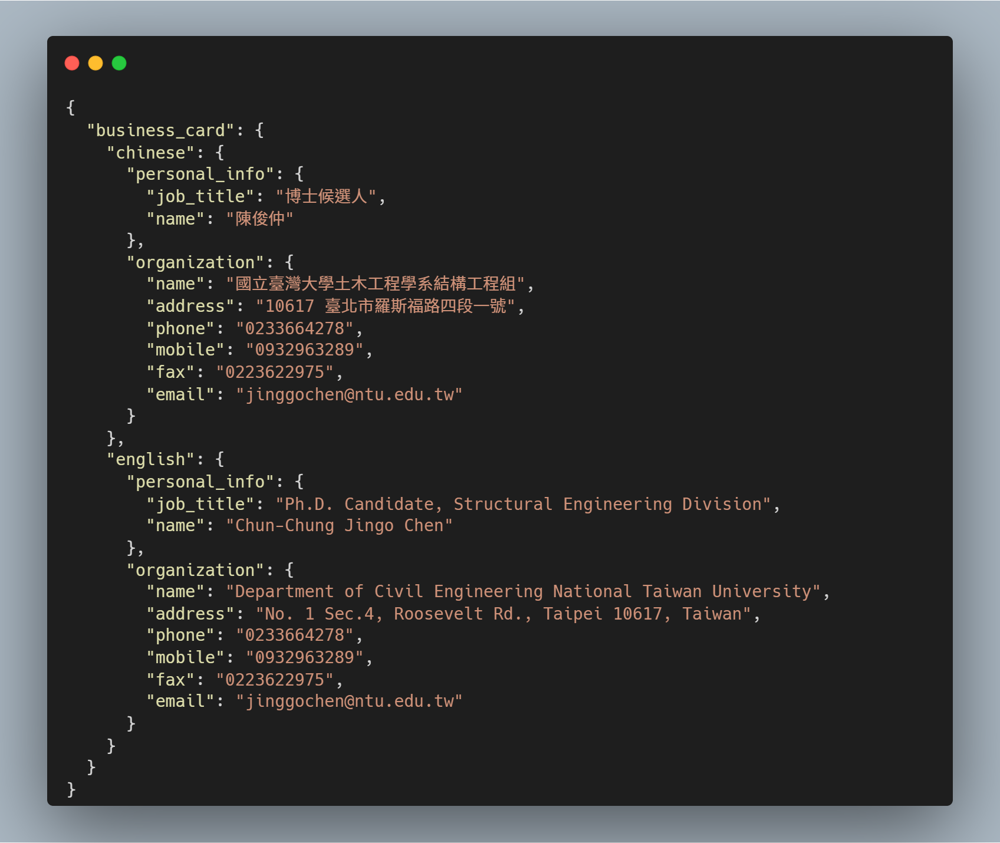 {
  "business_card": {
    "chinese": {
      "personal_info": {
        "job_title": "博士候選人",
        "name": "陳俊仲"
      },
      "organization": {
        "name": "國立臺灣大學土木工程學系結構工程組",
        "address": "10617 臺北市羅斯福路四段一號",
        "phone": "0233664278",
        "mobile": "0932963289",
        "fax": "0223622975",
        "email": "jinggochen@ntu.edu.tw"
      }
    },
    "english": {
      "personal_info": {
        "job_title": "Ph.D. Candidate, Structural Engineering Division",
        "name": "Chun-Chung Jingo Chen"
      },
      "organization": {
        "name": "Department of Civil Engineering National Taiwan University",
        "address": "No. 1 Sec.4, Roosevelt Rd., Taipei 10617, Taiwan",
        "phone": "0233664278",
        "mobile": "0932963289",
        "fax": "0223622975",
        "email": "jinggochen@ntu.edu.tw"
      }
    }
  }
}